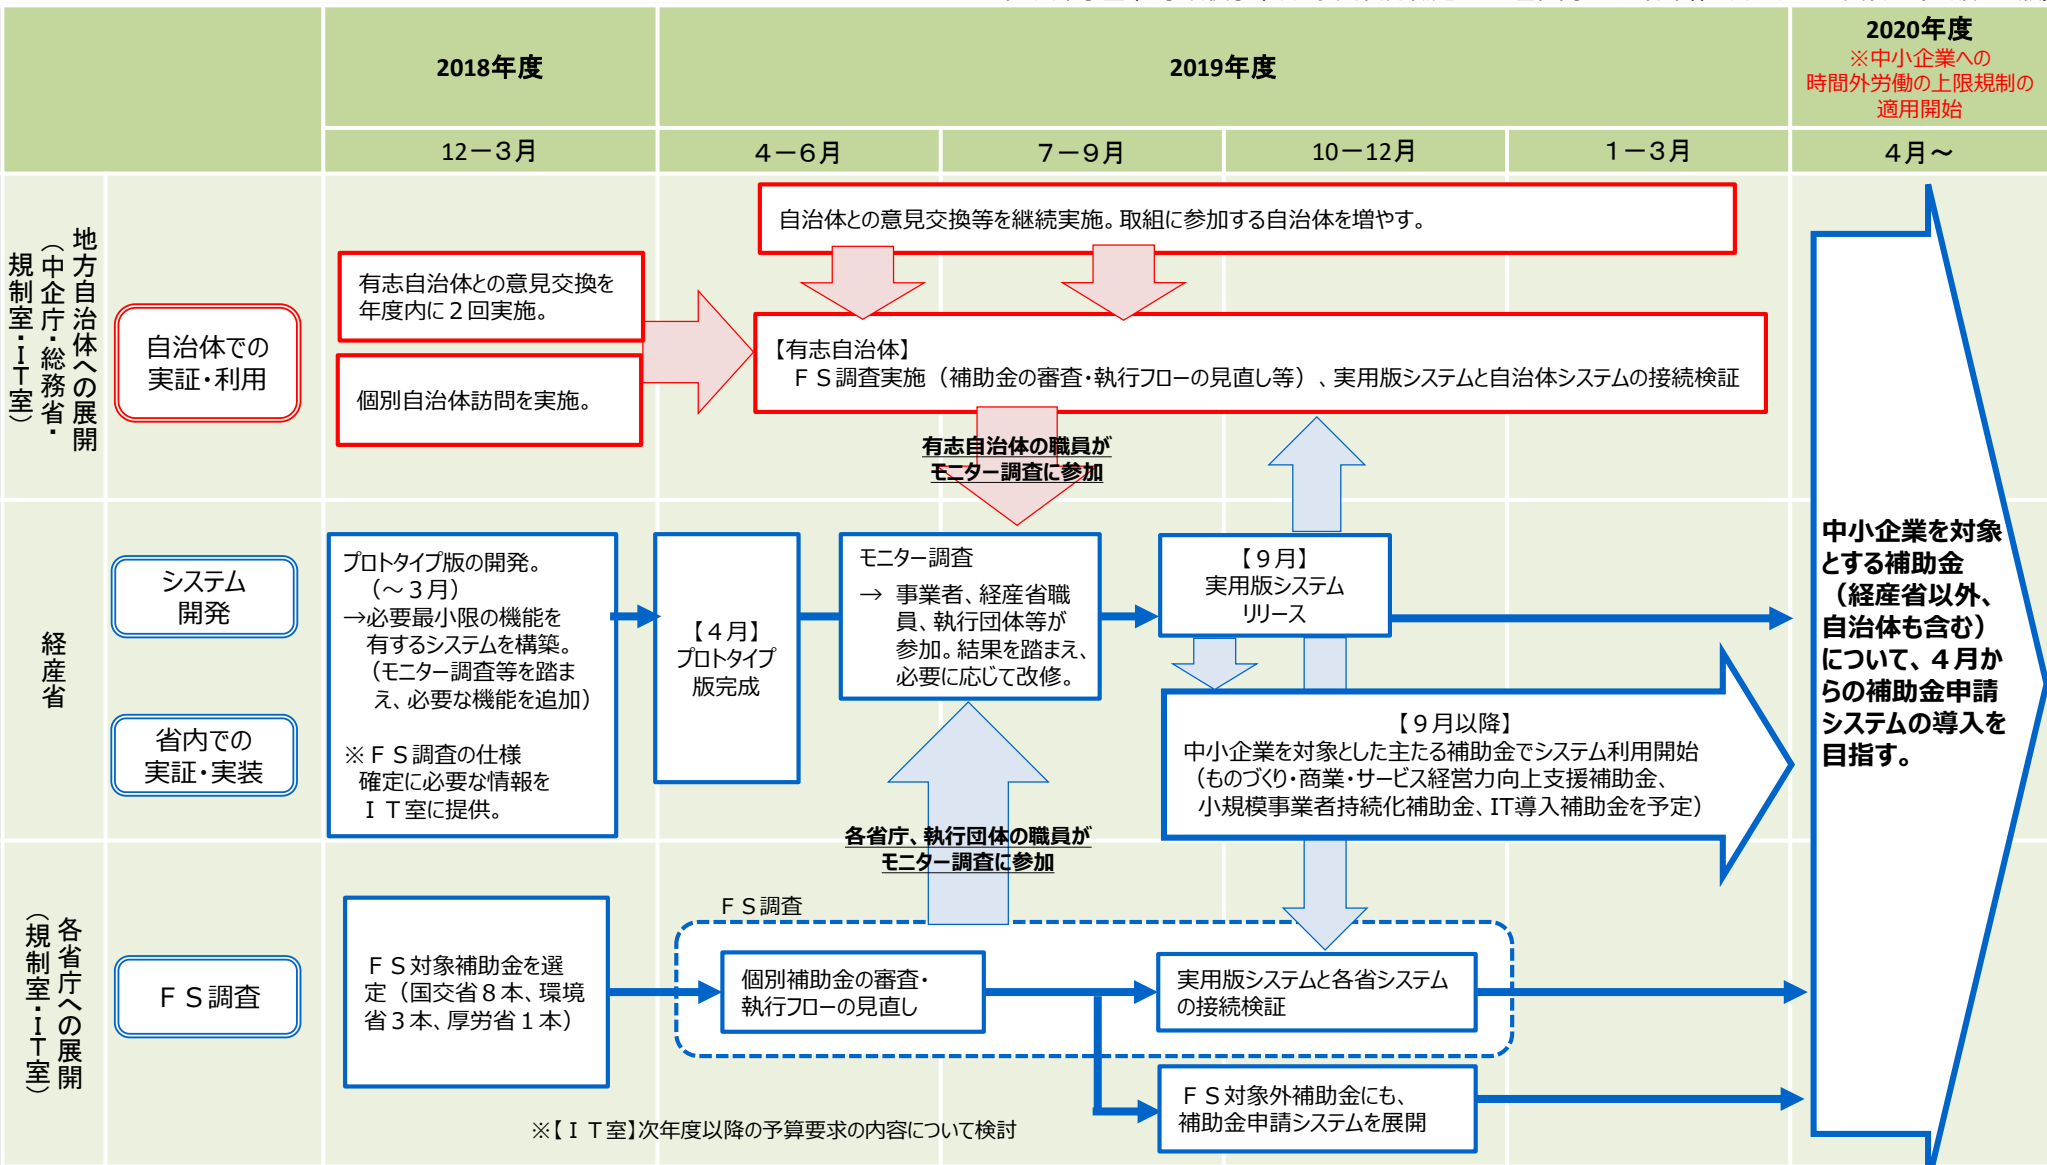 2018年度
2019年度
2020年度
※中小企業への
時間外労働の上限規制の
適用開始
12－3月
４－６月
７－９月
10－12月
１－３月
４月～
地方自治体への展開
（中企庁・総務省・
規制室・IT室）
自治体での
実証・利用
有志自治体との意見交換を
年度内に２回実施。
個別自治体訪問を実施。
自治体との意見交換等を継続実施。取組に参加する自治体を増やす。
【有志自治体】
ＦＳ調査実施（補助金の審査・執行フローの見直し等）、実用版システムと自治体システムの接続検証
有志自治体の職員が
モニター調査に参加
経産省
システム
開発
省内での
実証・実装
プロトタイプ版の開発。
（～３月）
→必要最小限の機能を
有するシステムを構築。
（モニター調査等を踏ま
え、必要な機能を追加）
※ＦＳ調査の仕様
確定に必要な情報を
ＩＴ室に提供。
【４月】
プロトタイプ
版完成
モニター調査
→ 事業者、経産省職
員、執行団体等が
参加。結果を踏まえ、
必要に応じて改修。
【９月】
実用版システム
リリース
【９月以降】
中小企業を対象とした主たる補助金でシステム利用開始
（ものづくり・商業・サービス経営力向上支援補助金、
小規模事業者持続化補助金、IT導入補助金を予定）
各省庁、執行団体の職員が
モニター調査に参加
各省庁への展開
（規制室・IT室）
ＦＳ調査
ＦＳ対象補助金を選
定（国交省８本、環境
省３本、厚労省１本）
ＦＳ調査
個別補助金の審査・
執行フローの見直し
実用版システムと各省システム
の接続検証
ＦＳ対象外補助金にも、
補助金申請システムを展開
※【ＩＴ室】次年度以降の予算要求の内容について検討
中小企業を対象
とする補助金
（経産省以外、
自治体も含む）
について、４月か
らの補助金申請
システムの導入を
目指す。